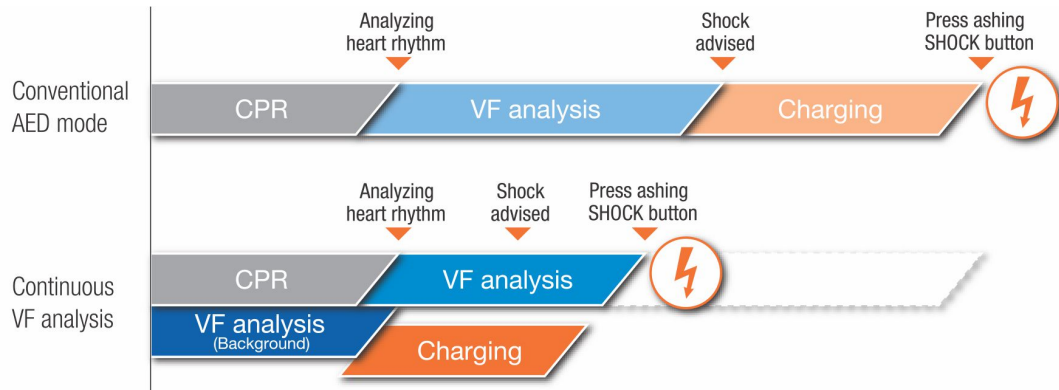 Analyzing
heart rhythm
Shock
advised
Press ashing
SHOCK button
Conventional
AED mode
CPR
VF analysis
Charging
Analyzing
heart rhythm
Shock
advised
Press ashing
SHOCK button
Continuous
VF analysis
CPR
VF analysis
VF analysis
(Background)
Charging